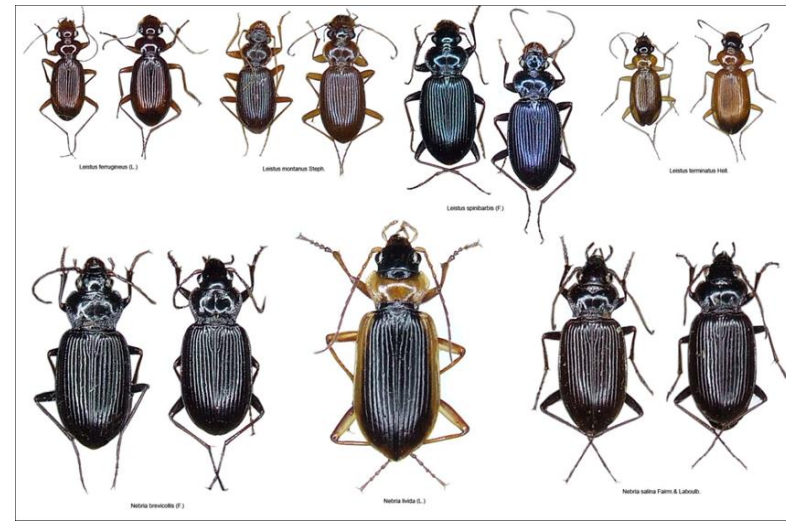 Leistus ferrugineus (L.)
Leistus montanus Steph.
Leistus spinibarbis (F.)
Leistus terminatus Hell.
Nebria brevicollis (F.)
Nebria livida (L.)
Nebria salina Fairm & Laboulb.